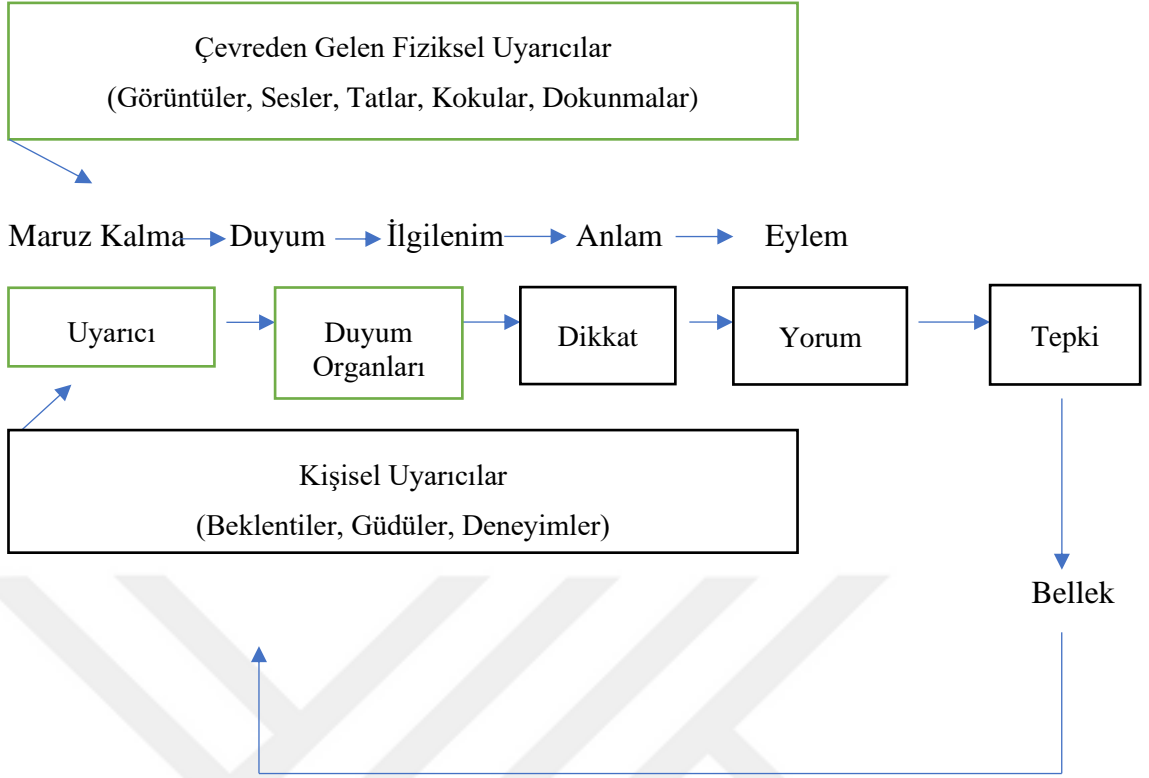 Çevreden Gelen Fiziksel Uyarıcılar
(Görüntüler, Sesler, Tatlar, Kokular, Dokunmalar)
Maruz Kalma Duyum İlgilenim Anlam Eylem
Uyarıcı
Duyum
Organları
Dikkat
Yorum
Tepki
Kişisel Uyarıcılar
(Beklentiler, Güdüler, Deneyimler)
Bellek